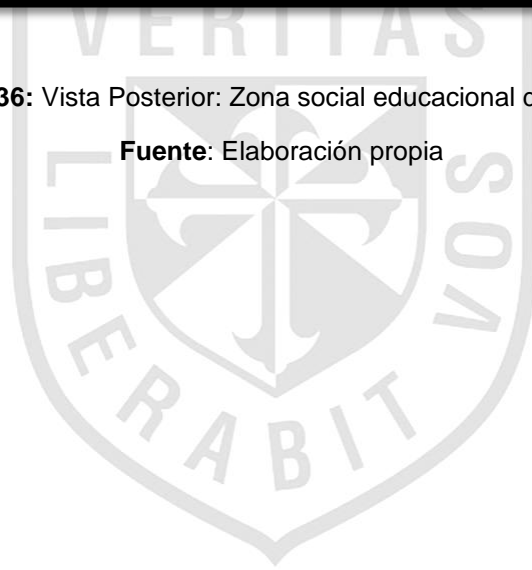 VERITAS
36: Vista Posterior: Zona social educacional
Fuente: Elaboración propia
LIBERABIT VOS